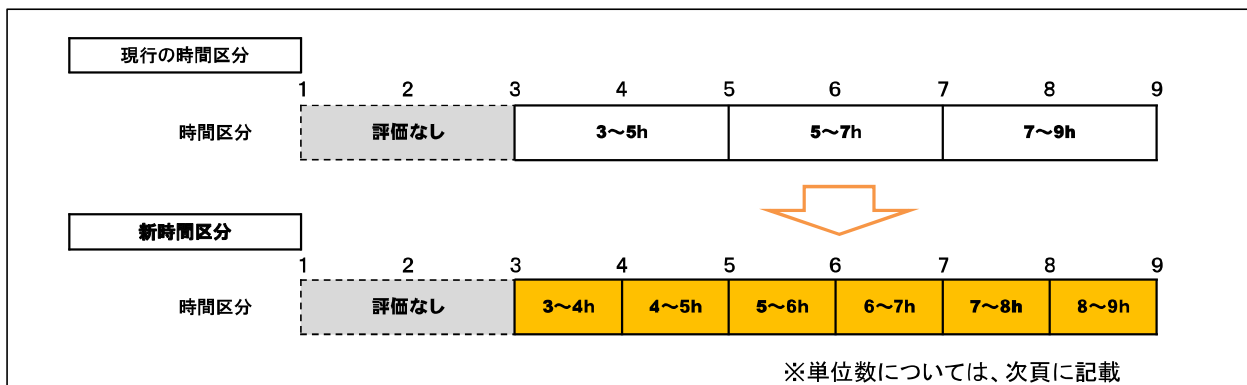 現行の時間区分
1 2 3 4 5 6 7 8 9
時間区分 評価なし 3～5h 5～7h 7～9h
新時間区分
1 2 3 4 5 6 7 8 9
時間区分 評価なし 3～4h 4～5h 5～6h 6～7h 7～8h 8～9h
※単位数については、次頁に記載